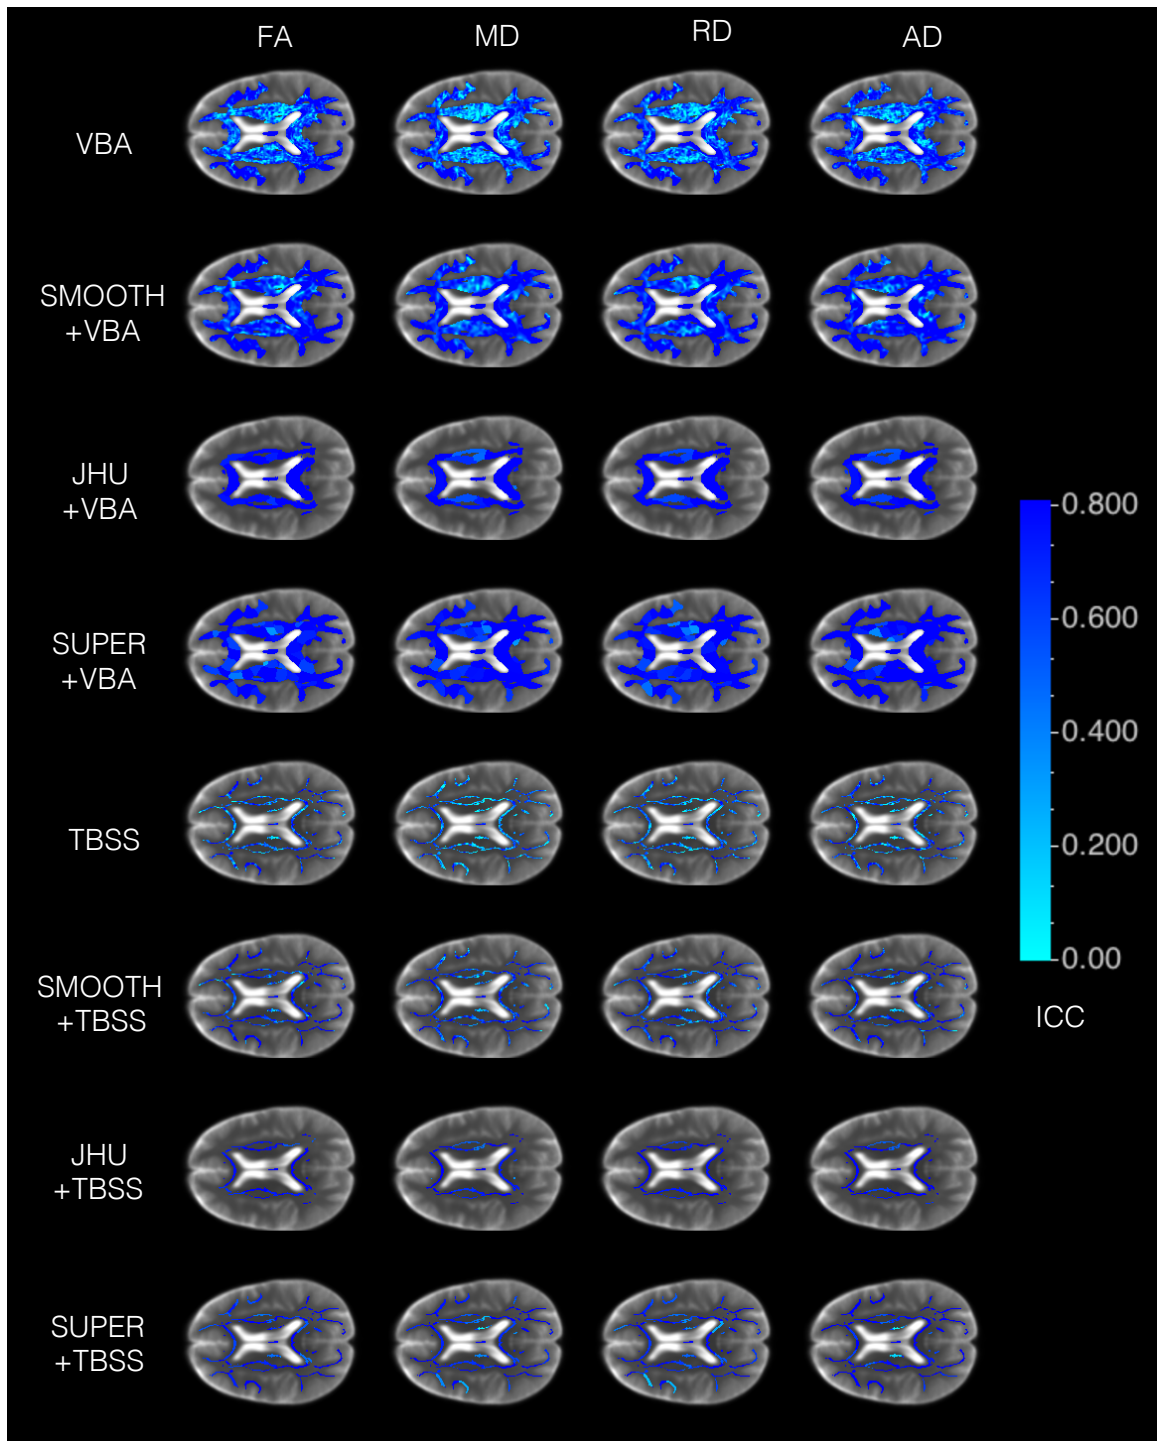 FA MD RD AD
VBA
SMOOTH
+VBA
JHU
+VBA
0.800
0.600
SUPER
+VBA
0.400
TBSS
0.200
0.00
SMOOTH
+TBSS
ICC
JHU
+TBSS
SUPER
+TBSS